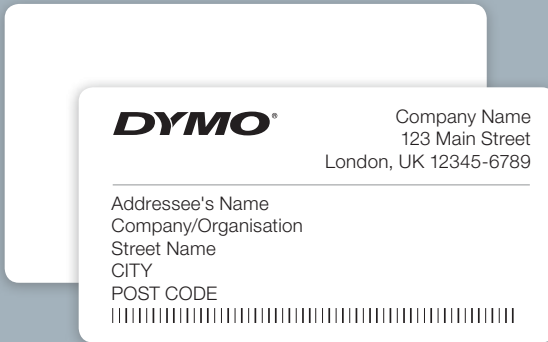 DYMO®
Company Name
123 Main Street
London, UK 12345-6789
Addressee's Name
Company/Organisation
Street Name
CITY
POST CODE